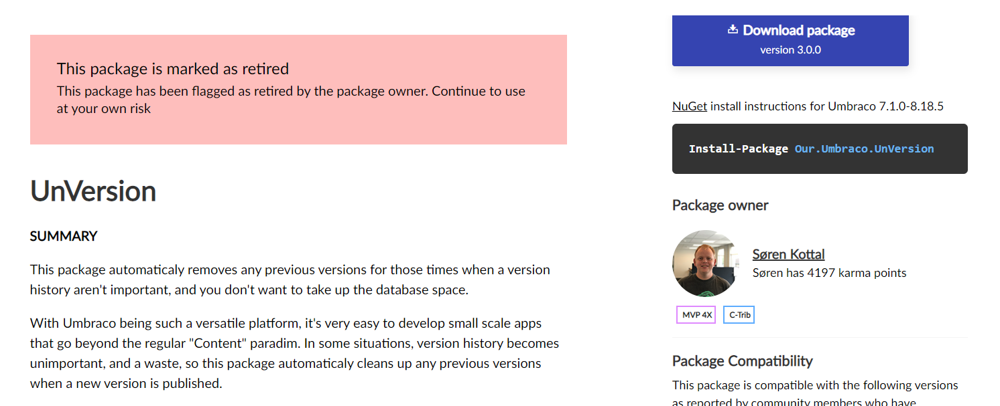 This package is marked as retired
This package has been flagged as retired by the package owner. Continue to use
at your own risk
UnVersion
SUMMARY
This package automaticaly removes any previous versions for those times when a version
history aren't important, and you don't want to take up the database space.
With Umbraco being such a versatile platform, it's very easy to develop small scale apps
that go beyond the regular "Content" paradim. In some situations, version history becomes
unimportant, and a waste, so this package automaticaly cleans up any previous versions
when a new version is published.
Download package
version 3.0.0
NuGet install instructions for Umbraco 7.1.0-8.18.5
Install-Package Our.Umbraco.UnVersion
Package owner
Søren Kottal
Søren has 4197 karma points
MVP 4X C-Trib
Package Compatibility
This package is compatible with the following versions
as reported by community members who have